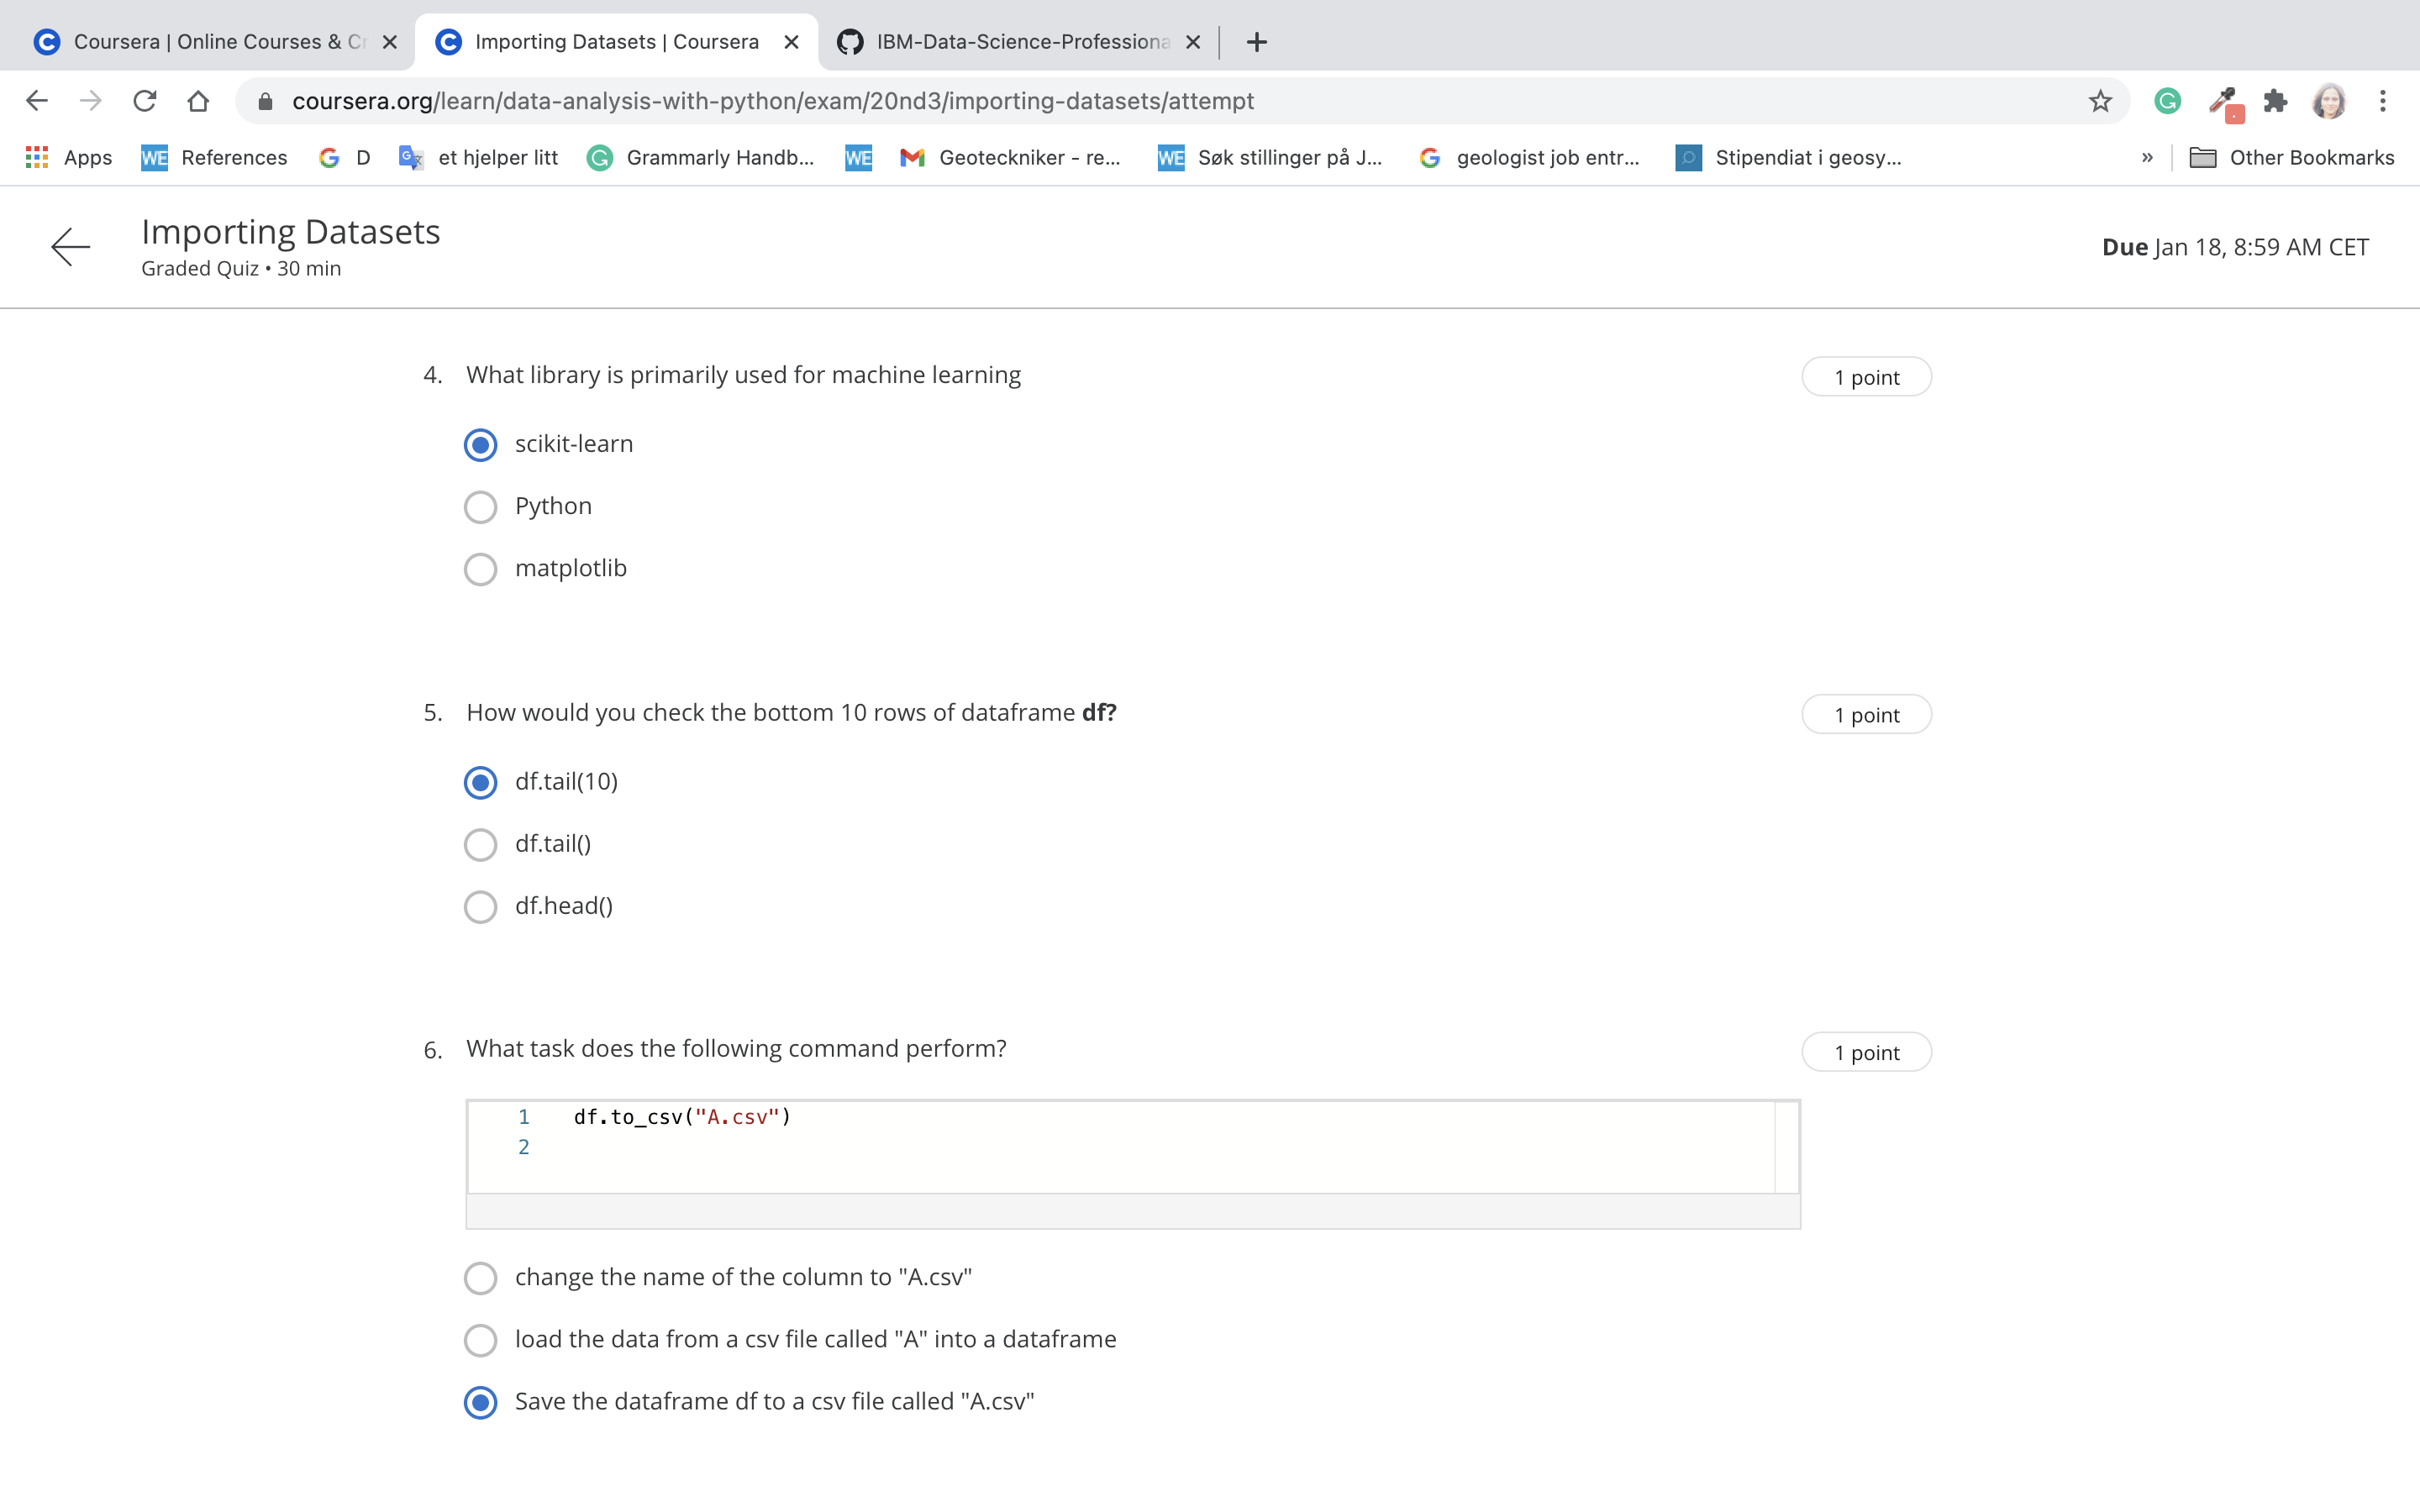 Coursera | Online Courses & Cr
Importing Datasets | Coursera
IBM-Data-Science-Professiona
coursera.org/learn/data-analysis-with-python/exam/20nd3/importing-datasets/attempt
Apps
WE References
D
et hjelper litt
Grammarly Handb...
WE
Geoteckniker - re...
WE Søk stillinger på J...
geologist job entr...
Stipendiat i geosy...
»
Other Bookmarks
Importing Datasets
Graded Quiz • 30 min
Due Jan 18, 8:59 AM CET
4. What library is primarily used for machine learning
1 point
scikit-learn
Python
matplotlib
5. How would you check the bottom 10 rows of dataframe df?
1 point
df.tail(10)
df.tail()
df.head()
6. What task does the following command perform?
1 point
1 df.to_csv("A.csv")
2
change the name of the column to "A.csv"
load the data from a csv file called "A" into a dataframe
Save the dataframe df to a csv file called "A.csv"